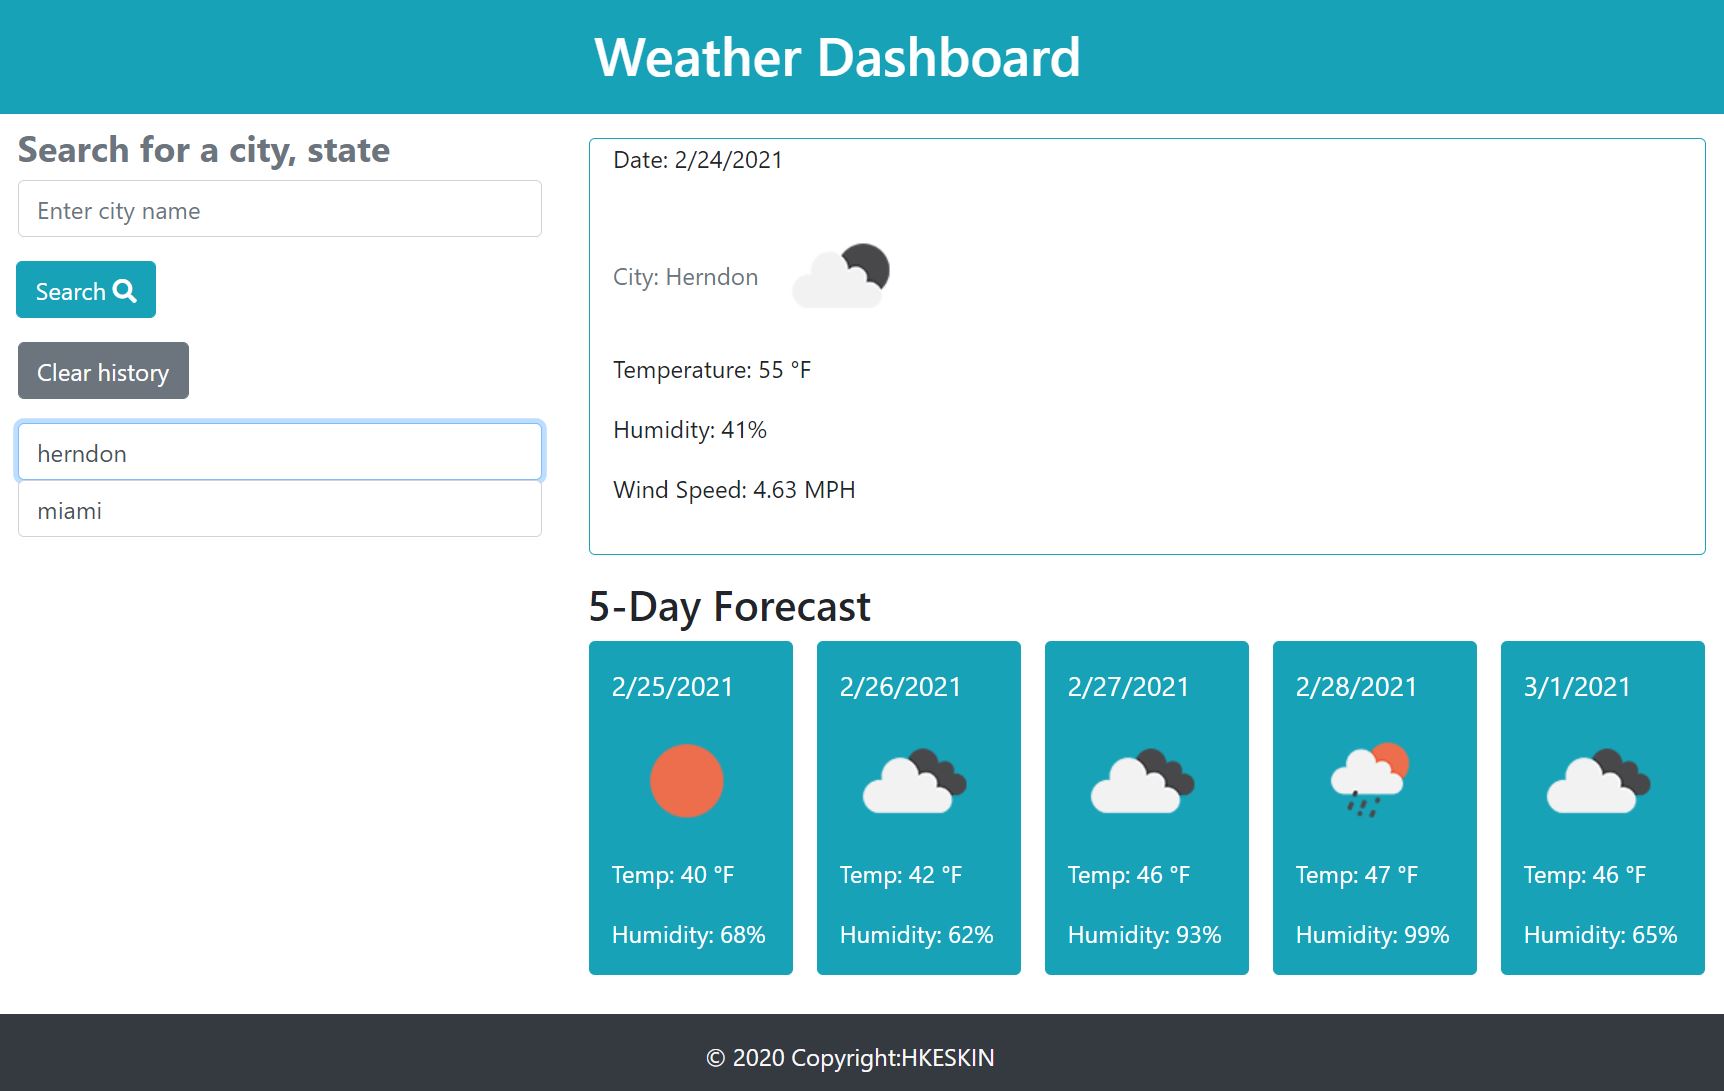 Weather Dashboard
Search for a city, state
Enter city name
Search
Clear history
herndon
miami
Date: 2/24/2021
City: Herndon
Temperature: 55 °F
Humidity: 41%
Wind Speed: 4.63 MPH
5-Day Forecast
2/25/2021
Temp: 40 °F
Humidity: 68%
2/26/2021
Temp: 42 °F
Humidity: 62%
2/27/2021
Temp: 46 °F
Humidity: 93%
2/28/2021
Temp: 47 °F
Humidity: 99%
3/1/2021
Temp: 46 °F
Humidity: 65%
© 2020 Copyright:HKESKIN